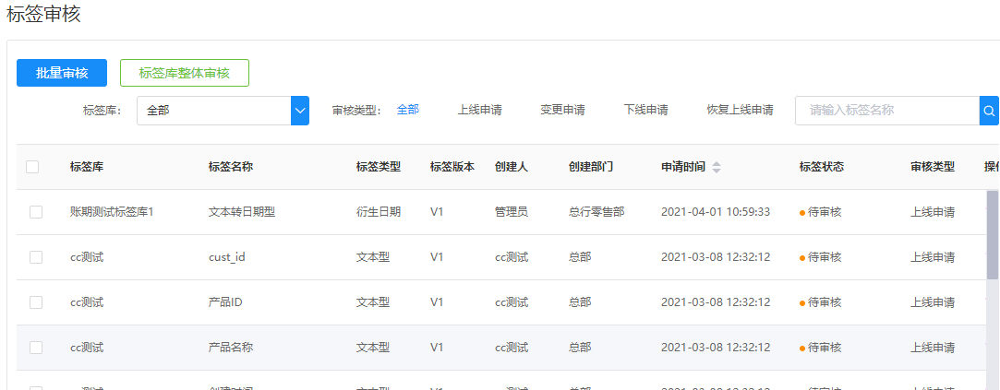 标签审核
批量审核 标签库整体审核
标签库: 全部 审核类型: 全部 上线申请 变更申请 下线申请 恢复上线申请 请输入标签名称
标签库 标签名称 标签类型 标签版本 创建人 创建部门 申请时间 标签状态 审核类型 操作
账期测试标签库1 文本转日期型 衍生日期 V1 管理员 总行零售部 2021-04-01 10:59:33 待审核 上线申请
cc测试 cust_id 文本型 V1 cc测试 总部 2021-03-08 12:32:12 待审核 上线申请
cc测试 产品ID 文本型 V1 cc测试 总部 2021-03-08 12:32:12 待审核 上线申请
cc测试 产品名称 文本型 V1 cc测试 总部 2021-03-08 12:32:12 待审核 上线申请